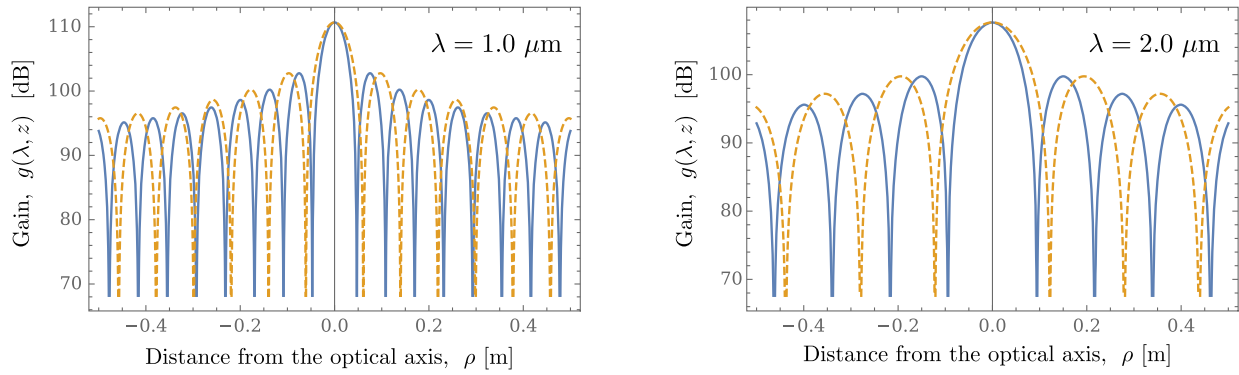 λ = 1.0 μm
Gain, g(λ, z) [dB]
110
100
90
80
70
−0.4 −0.2 0.0 0.2 0.4
Distance from the optical axis, ρ [m]
λ = 2.0 μm
Gain, g(λ, z) [dB]
100
90
80
70
−0.4 −0.2 0.0 0.2 0.4
Distance from the optical axis, ρ [m]